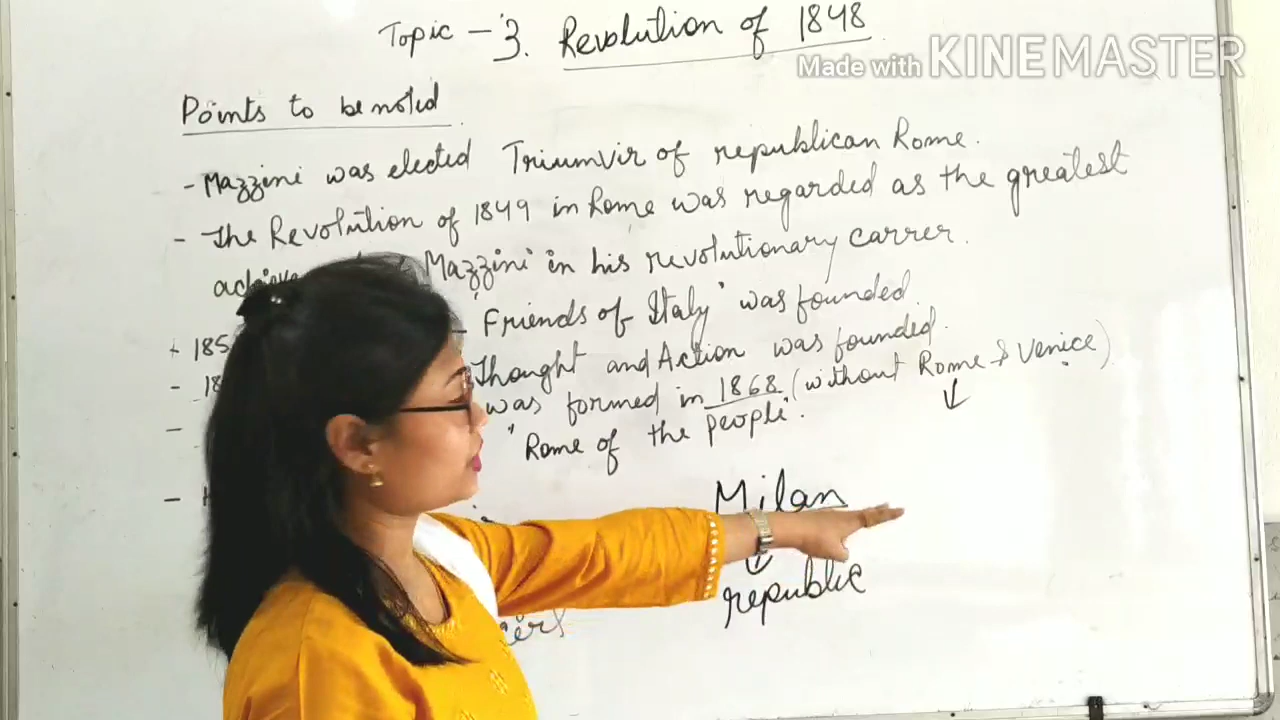 Topic - 3. Revolution of 1848
Made with KINEMASTER
Points to be noted
- Mazzini was elected Triumvir of republican Rome.
- The Revolution of 1849 in Rome was regarded as the greatest
Mazzini in his revolutionary carrer.
'Friends of Italy' was founded.
Thought and Action was founded.
was formed in 1868 (without Rome & Venice)
"Rome of the people".
Milan
republic